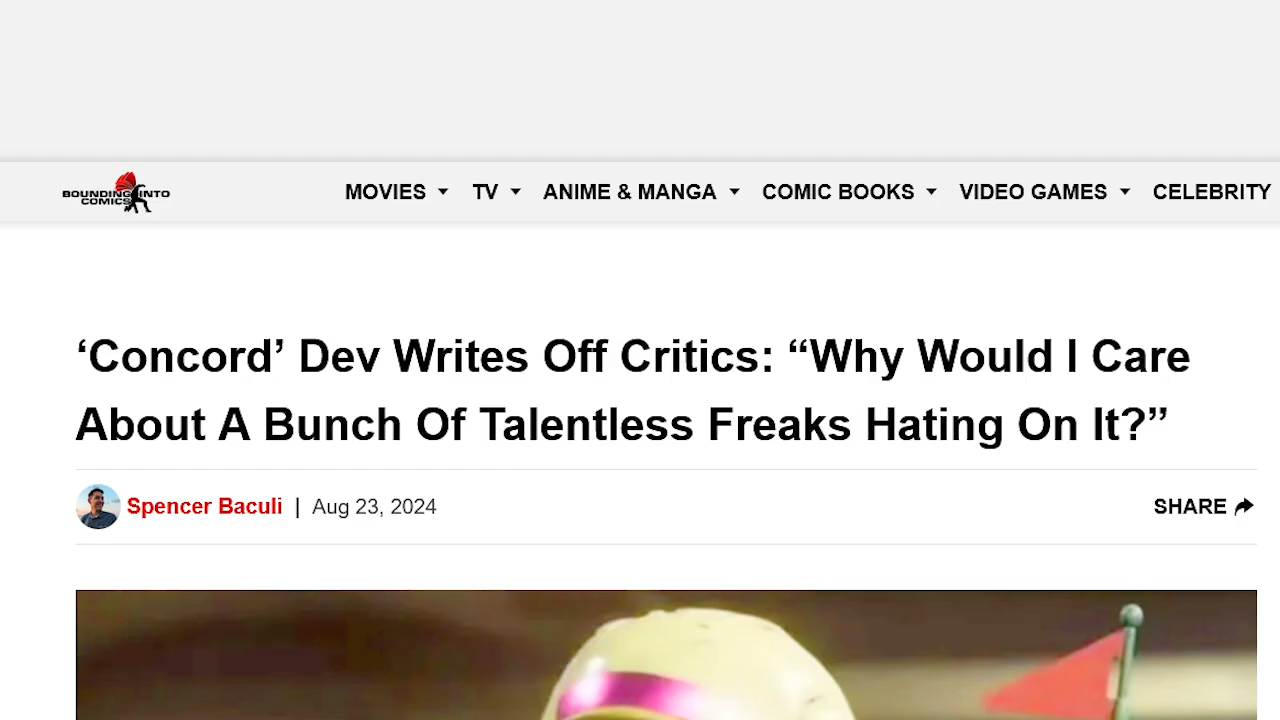 BOUNDING INTO
COMICS
MOVIES TV ANIME & MANGA COMIC BOOKS VIDEO GAMES CELEBRITY
‘Concord’ Dev Writes Off Critics: “Why Would I Care
About A Bunch Of Talentless Freaks Hating On It?”
Spencer Baculi | Aug 23, 2024 SHARE